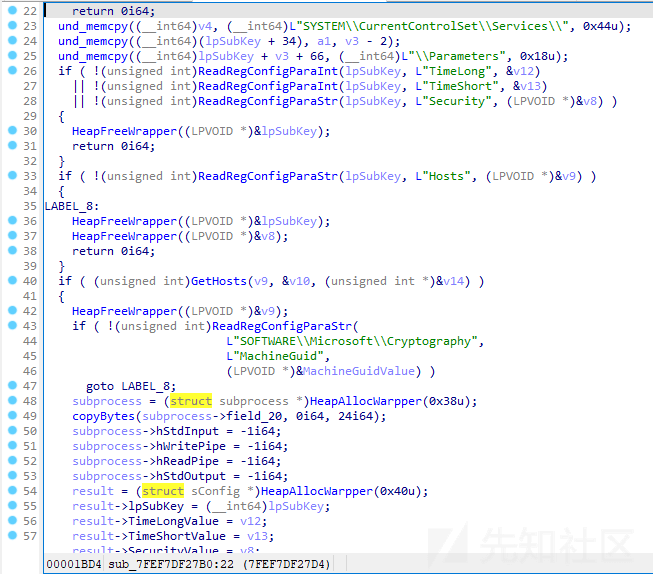 22 return 0i64;
23 und_memcpy((__int64)v4, (__int64)L"SYSTEM\\CurrentControlSet\\Services\\", 0x44u);
24 und_memcpy((__int64)(lpSubKey + 34), a1, v3 - 2);
25 und_memcpy((__int64)lpSubKey + v3 + 66, (__int64)L"\\Parameters", 0x18u);
26 if ( !(unsigned int)ReadRegConfigParaInt(lpSubKey, L"TimeLong", &v12)
27 || !(unsigned int)ReadRegConfigParaInt(lpSubKey, L"TimeShort", &v13)
28 || !(unsigned int)ReadRegConfigParaStr(lpSubKey, L"Security", (LPVOID *)&v8) )
29 {
30 HeapFreeWrapper((LPVOID *)&lpSubKey);
31 return 0i64;
32 }
33 if ( !(unsigned int)ReadRegConfigParaStr(lpSubKey, L"Hosts", (LPVOID *)&v9) )
34 {
35 LABEL_8:
36 HeapFreeWrapper((LPVOID *)&lpSubKey);
37 HeapFreeWrapper((LPVOID *)&v8);
38 return 0i64;
39 }
40 if ( (unsigned int)GetHosts(v9, &v10, (unsigned int *)&v14) )
41 {
42 HeapFreeWrapper((LPVOID *)&v9);
43 if ( !(unsigned int)ReadRegConfigParaStr(
44 L"SOFTWARE\\Microsoft\\Cryptography",
45 L"MachineGuid",
46 (LPVOID *)&MachineGuidValue) )
47 goto LABEL_8;
48 subprocess = (struct subprocess *)HeapAllocWarpper(0x38u);
49 copyBytes(subprocess->field_20, 0i64, 24i64);
50 subprocess->hStdInput = -1i64;
51 subprocess->hWritePipe = -1i64;
52 subprocess->hReadPipe = -1i64;
53 subprocess->hStdOutput = -1i64;
54 result = (struct sConfig *)HeapAllocWarpper(0x40u);
55 result->lpSubKey = (__int64)lpSubKey;
56 result->TimeLongValue = v12;
57 result->TimeShortValue = v13;
result->SecurityValue = v8;
00001BD4 sub_7FEF7DF27B0:22 (7FEF7DF27D4)
先知社区